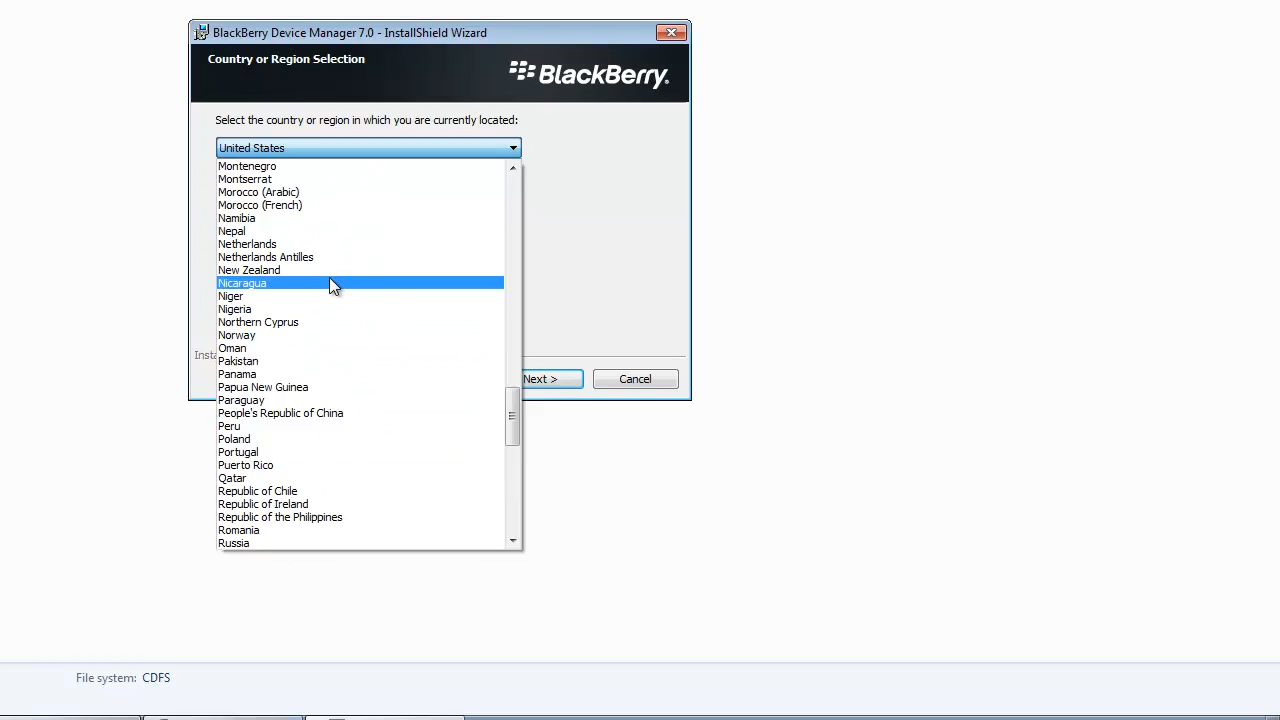 BlackBerry Device Manager 7.0 - InstallShield Wizard
Country or Region Selection
BlackBerry.
Select the country or region in which you are currently located:
United States
Montenegro
Montserrat
Morocco (Arabic)
Morocco (French)
Namibia
Nepal
Netherlands
Netherlands Antilles
New Zealand
Nicaragua
Niger
Nigeria
Northern Cyprus
Norway
Oman
Insta
Pakistan
Panama
Next >
Cancel
Papua New Guinea
Paraguay
People's Republic of China
Peru
Poland
Portugal
Puerto Rico
Qatar
Republic of Chile
Republic of Ireland
Republic of the Philippines
Romania
Russia
File system: CDFS